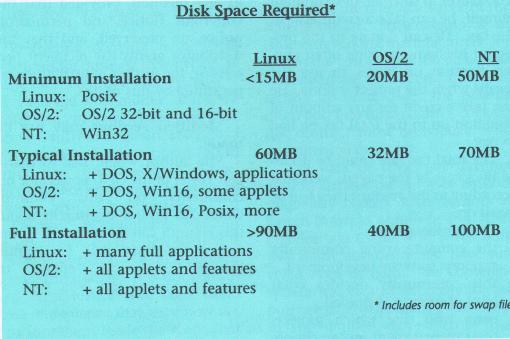 Disk Space Required*
Linux OS/2 NT
Minimum Installation <15MB 20MB 50MB
Linux: Posix
OS/2: OS/2 32-bit and 16-bit
NT: Win32
Typical Installation 60MB 32MB 70MB
Linux: + DOS, X/Windows, applications
OS/2: + DOS, Win16, some applets
NT: + DOS, Win16, Posix, more
Full Installation >90MB 40MB 100MB
Linux: + many full applications
OS/2: + all applets and features
NT: + all applets and features
* Includes room for swap file